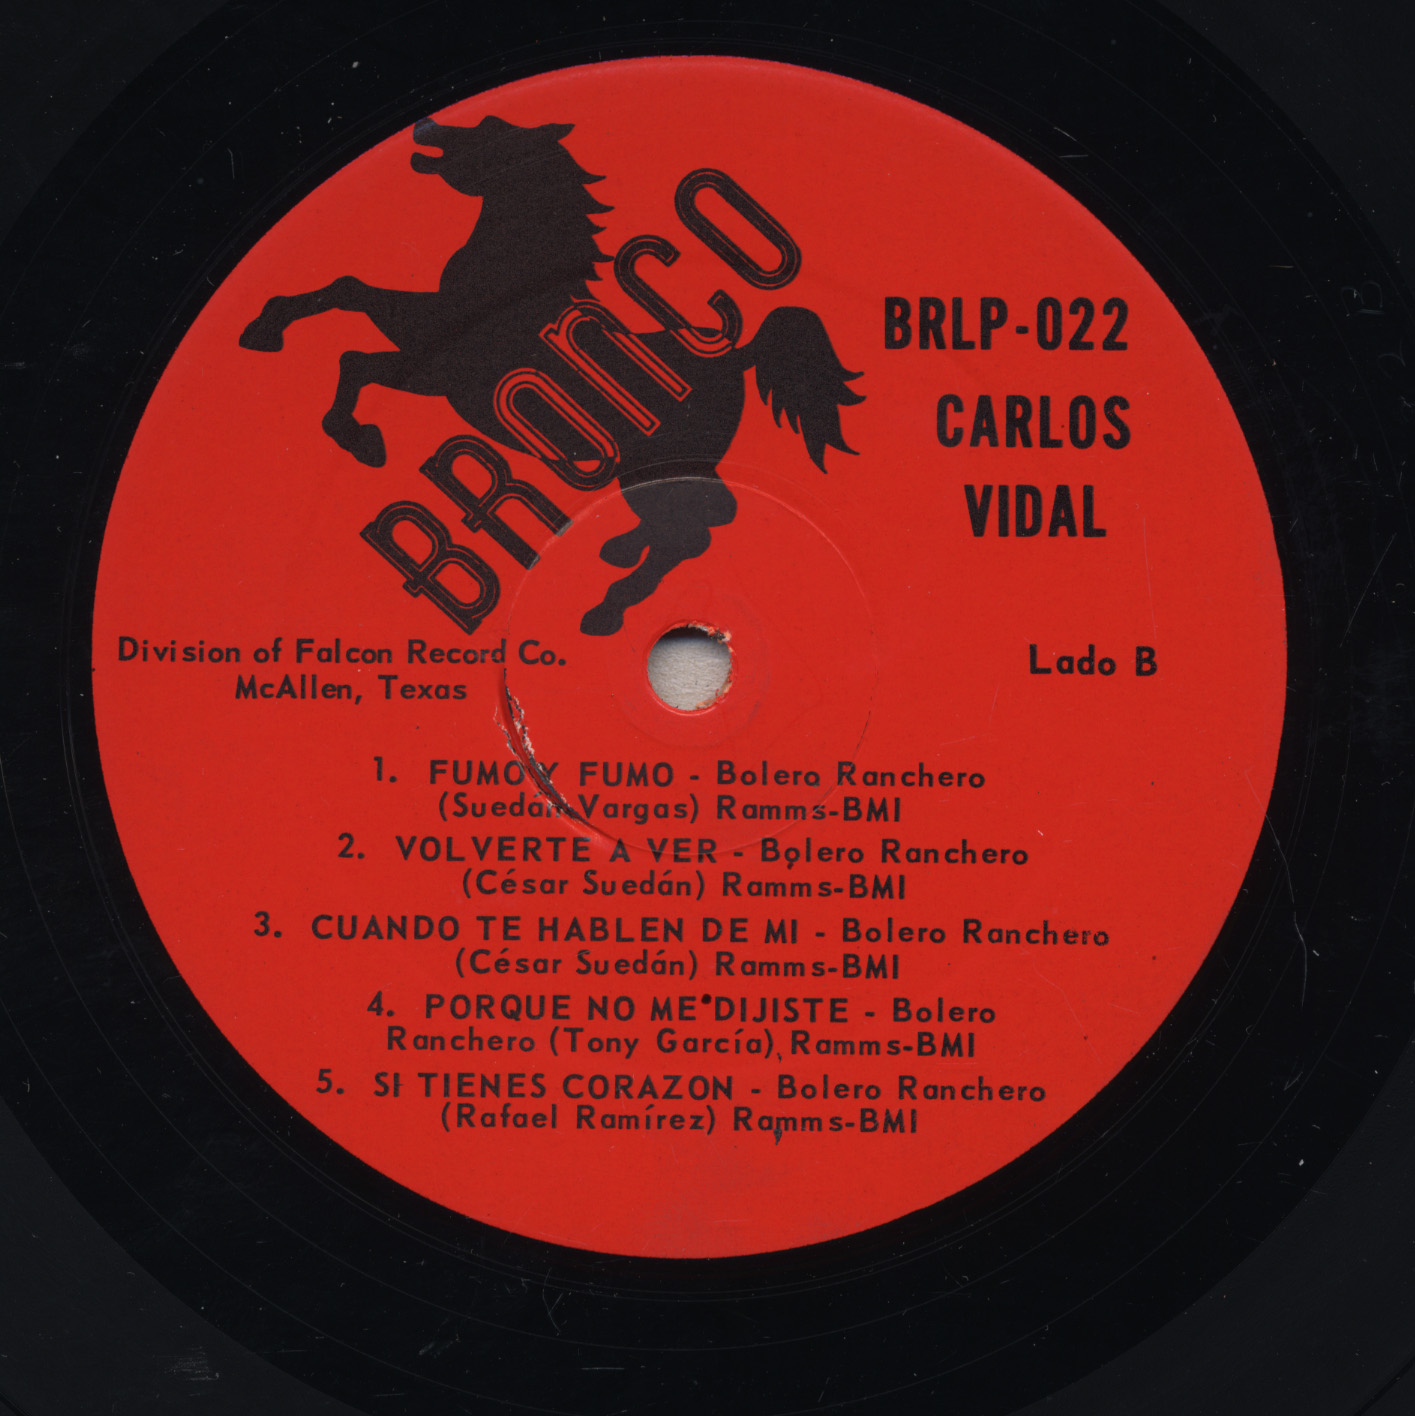 BRONCO
BRLP-022
CARLOS
VIDAL
Division of Falcon Record Co.
McAllen, Texas
Lado B
1. FUMO Y FUMO - Bolero Ranchero
(Suedán-Vargas) Ramms-BMI
2. VOLVERTE A VER - Bolero Ranchero
(César Suedán) Ramms-BMI
3. CUANDO TE HABLEN DE MI - Bolero Ranchero
(César Suedán) Ramms-BMI
4. PORQUE NO ME DIJISTE - Bolero
Ranchero (Tony García) Ramms-BMI
5. SI TIENES CORAZON - Bolero Ranchero
(Rafael Ramírez) Ramms-BMI